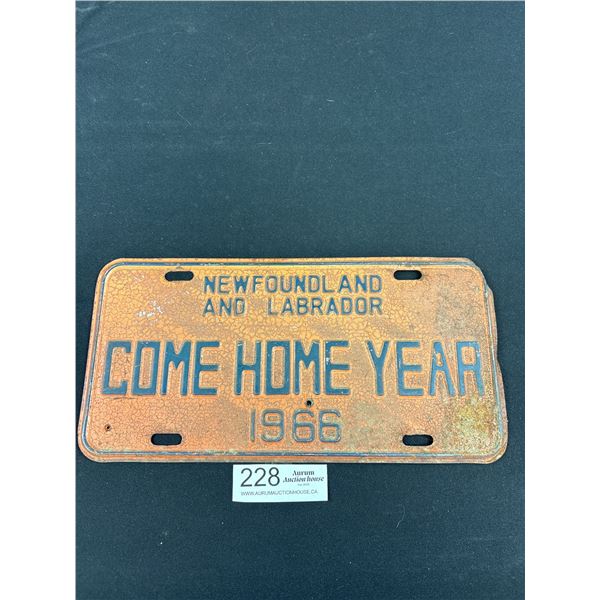 NEWFOUNDLAND
AND LABRADOR
COME HOME YEAR
1966
228 Aurum
Auction house
WWW.AURUMAUCTIONHOUSE.CA